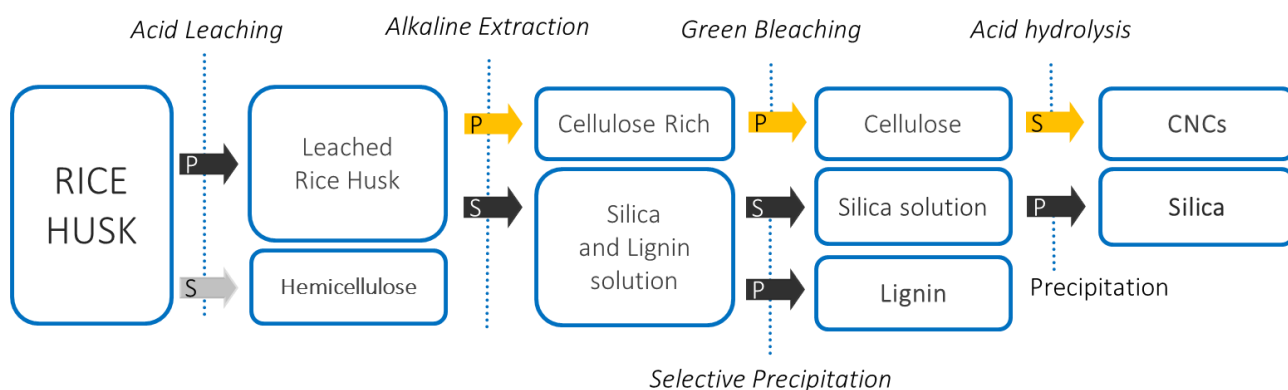 Acid Leaching
Alkaline Extraction
Green Bleaching
Acid hydrolysis
RICE
HUSK
P
S
Leached
Rice Husk
Hemicellulose
P
S
Cellulose Rich
Silica
and Lignin
solution
P
S
P
Cellulose
Silica solution
Lignin
S
P
CNCs
Silica
Precipitation
Selective Precipitation